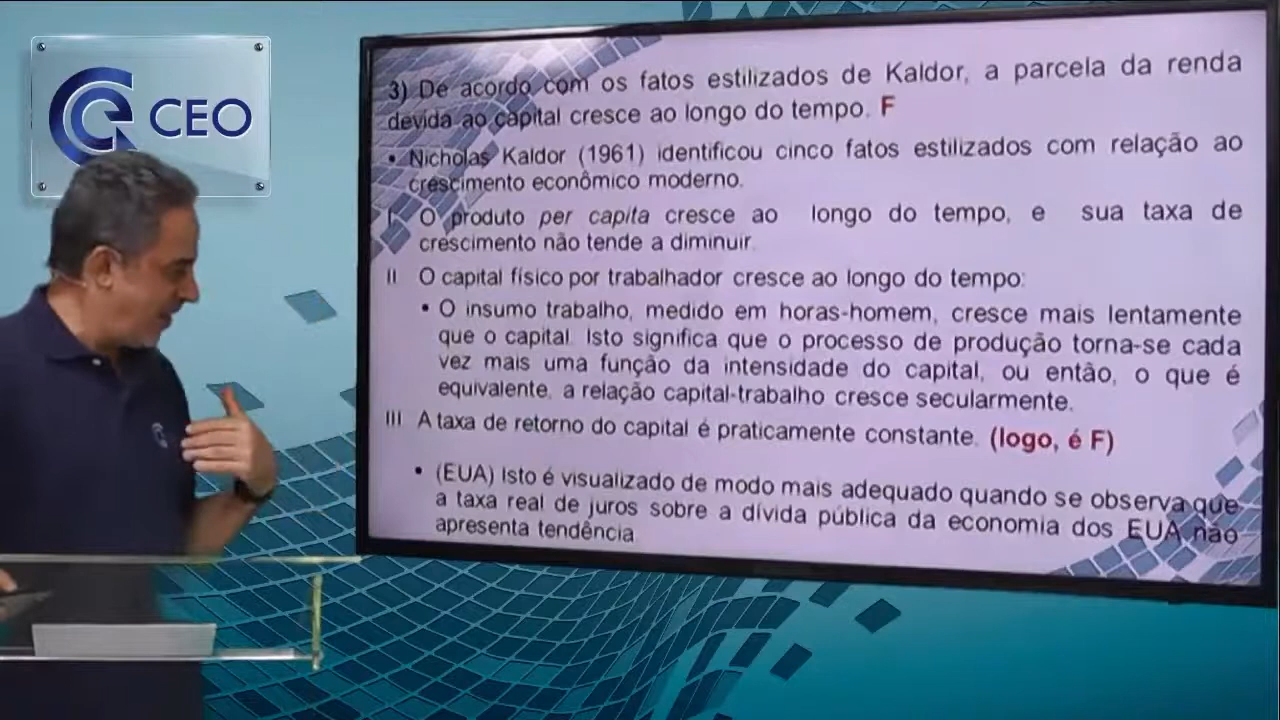 CEO
3) De acordo com os fatos estilizados de Kaldor, a parcela da renda
devida ao capital cresce ao longo do tempo. F
• Nicholas Kaldor (1961) identificou cinco fatos estilizados com relação ao
crescimento econômico moderno.
I O produto per capita cresce ao longo do tempo, e sua taxa de
crescimento não tende a diminuir.
II O capital físico por trabalhador cresce ao longo do tempo:
• O insumo trabalho, medido em horas-homem, cresce mais lentamente
que o capital. Isto significa que o processo de produção torna-se cada
vez mais uma função da intensidade do capital, ou então, o que é
equivalente, a relação capital-trabalho cresce secularmente.
III A taxa de retorno do capital é praticamente constante. (logo, é F)
• (EUA) Isto é visualizado de modo mais adequado quando se observa que
a taxa real de juros sobre a dívida pública da economia dos EUA não
apresenta tendência